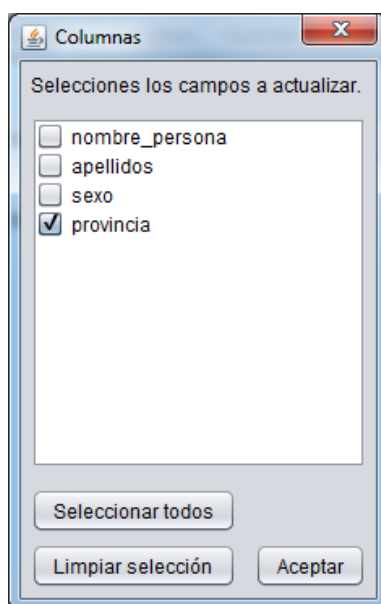 Columnas
Selecciones los campos a actualizar.
nombre_persona
apellidos
sexo
provincia
Seleccionar todos
Limpiar selección Aceptar